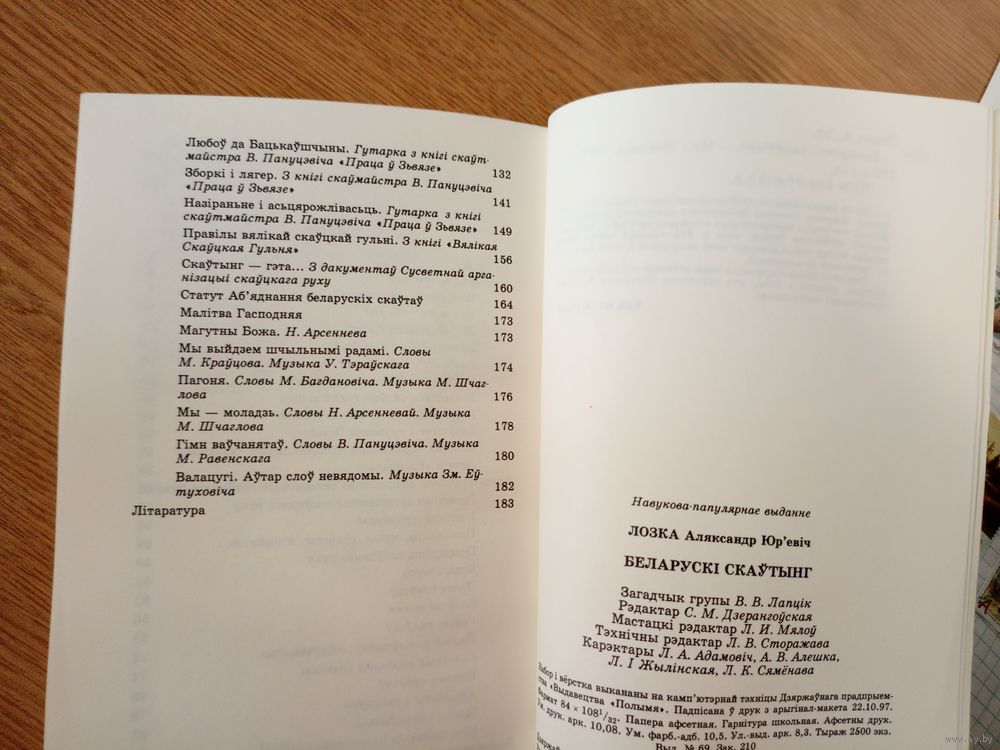 Любоў да Бацькаўшчыны. Гутарка з кнігі скаўт-
майстра В. Пануцэвіча «Праца ў Зьвязе» 132
Зборкі і лягер. З кнігі скаўмайстра В. Пануцэвіча
«Праца ў Зьвязе» 141
Назіраньне і асьцярожлівасьць. Гутарка з кнігі
скаўтмайстра В. Пануцэвіча «Праца ў Зьвязе» 149
Правілы вялікай скаўцкай гульні. З кнігі «Вялікая
Скаўцкая Гульня» 156
Скаўтынг — гэта... З дакументаў Сусветнай арга-
нізацыі скаўцкага руху 160
Статут Аб'яднання беларускіх скаўтаў 164
Малітва Гасподняя 173
Магутны Божа. Н. Арсеннева 173
Мы выйдзем шчыльнымі радамі. Словы
М. Краўцова. Музыка У. Тэраўскага 174
Пагоня. Словы М. Багдановіча. Музыка М. Шчаг-
лова 176
Мы — моладзь. Словы Н. Арсенневай. Музыка
М. Шчаглова 178
Гімн ваўчанятаў. Словы В. Пануцэвіча. Музыка
М. Равенскага 180
Валацугі. Аўтар слоў невядомы. Музыка Зм. Еў-
туховіча 182
Літаратура 183
Навукова-папулярнае выданне
ЛОЗКА Аляксандр Юр'евіч
БЕЛАРУСКІ СКАЎТЫНГ
Загадчык групы В. В. Лапцік
Рэдактар С. М. Дзерангоўская
Мастацкі рэдактар Л. И. Мялоў
Тэхнічны рэдактар Л. В. Сторажава
Карэктары Л. А. Адамовіч, А. В. Алешка,
Л. І Жылінская, Л. К. Сямёнава
Набор і вёрстка выкананы на камп'ютэрнай тэхніцы Дзяржаўнага прадпрыем-
ства «Выдавецтва «Полымя». Падпісана ў друк з арыгінал-макета 22.10.97.
Фармат 84 × 108¹/₃₂. Папера афсетная. Гарнітура школьная. Афсетны друк.
Ум. друк. арк. 10,08. Ум. фарб.-адб. 10,5. Ул.-выд. арк. 8,3. Тыраж 2500 экз.
Выд. № 69. Зак. 210
www.ay.by